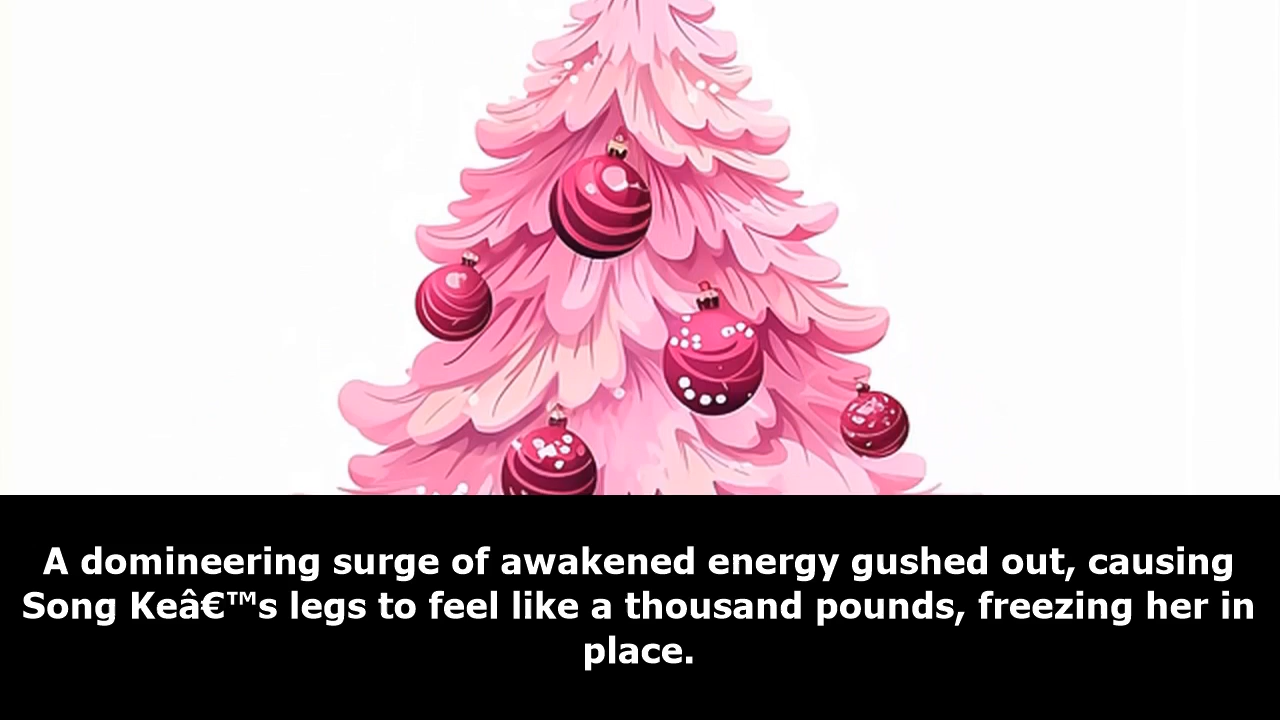 A domineering surge of awakened energy gushed out, causing
Song Keâ€™s legs to feel like a thousand pounds, freezing her in
place.